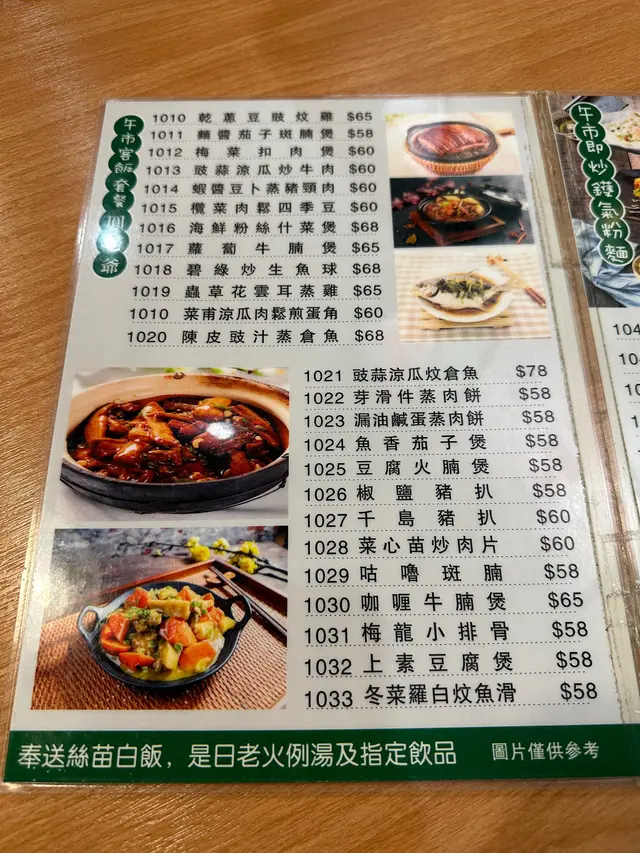 午市客飯套餐
1010 乾蔥豆豉炆雞 $65
1011 麵醬茄子斑腩煲 $58
1012 梅菜扣肉煲 $60
1013 豉蒜涼瓜炒牛肉 $60
1014 蝦醬豆卜蒸豬頸肉 $60
1015 欖菜肉鬆四季豆 $60
1016 海鮮粉絲什菜煲 $68
1017 蘿蔔牛腩煲 $65
1018 碧綠炒生魚球 $68
1019 蟲草花雲耳蒸雞 $65
1010 菜甫涼瓜肉鬆煎蛋角 $60
1020 陳皮豉汁蒸倉魚 $68
1021 豉蒜涼瓜炆倉魚 $78
1022 芽滑件蒸肉餅 $58
1023 漏油鹹蛋蒸肉餅 $58
1024 魚香茄子煲 $58
1025 豆腐火腩煲 $58
1026 椒鹽豬扒 $58
1027 千島豬扒 $60
1028 菜心苗炒肉片 $60
1029 咕嚕斑腩 $58
1030 咖喱牛腩煲 $65
1031 梅龍小排骨 $58
1032 上素豆腐煲 $58
1033 冬菜羅白炆魚滑 $58
奉送絲苗白飯，是日老火例湯及指定飲品
圖片僅供參考
午市即炒鑊氣粉麵